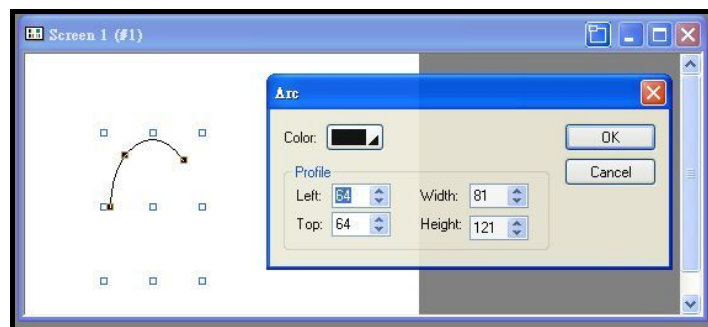 Screen 1 (#1)
Arc
Color:
OK
Profile
Cancel
Left: 64 Width: 81
Top: 64 Height: 121